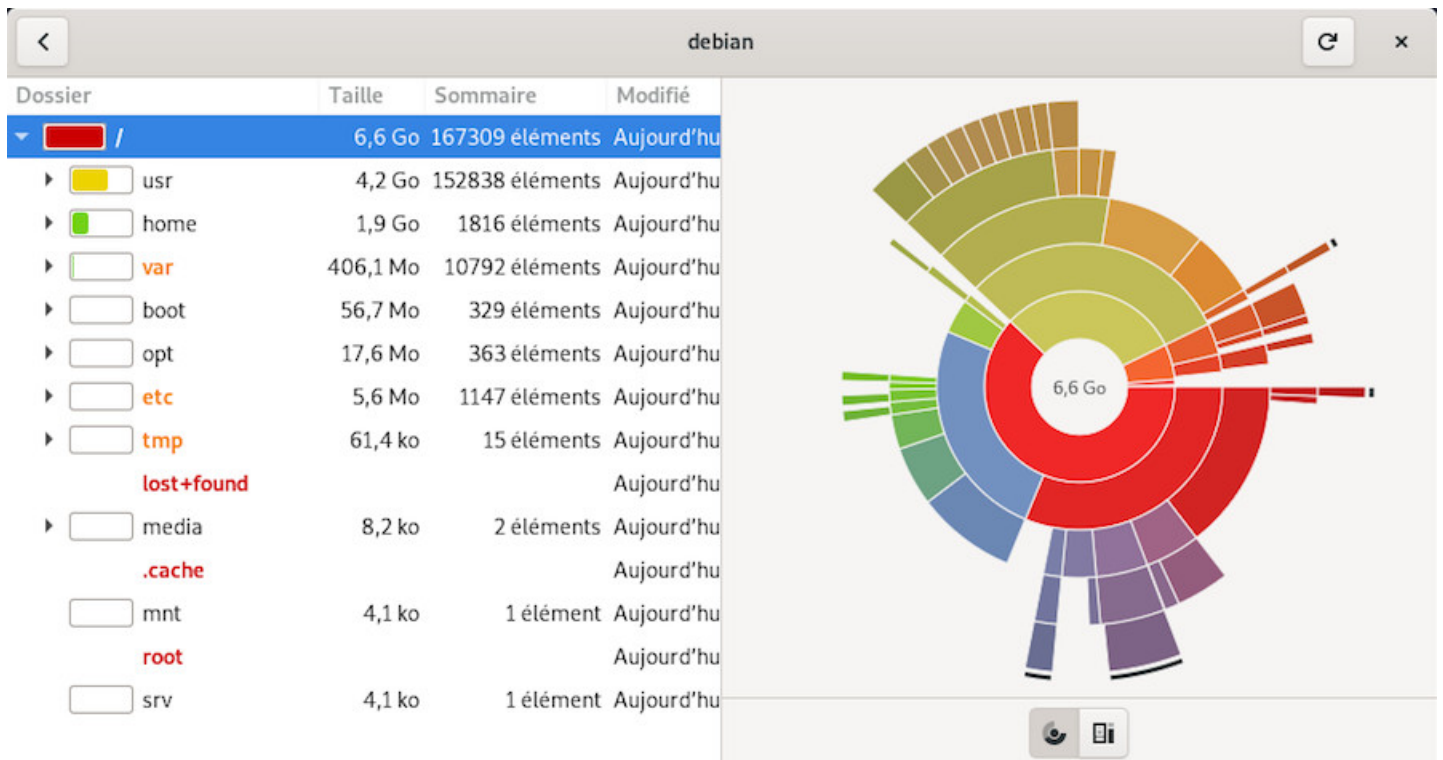 debian
Dossier Taille Sommaire Modifié
/ 6,6 Go 167309 éléments Aujourd'hu
usr 4,2 Go 152838 éléments Aujourd'hu
home 1,9 Go 1816 éléments Aujourd'hu
var 406,1 Mo 10792 éléments Aujourd'hu
boot 56,7 Mo 329 éléments Aujourd'hu
opt 17,6 Mo 363 éléments Aujourd'hu
etc 5,6 Mo 1147 éléments Aujourd'hu
tmp 61,4 ko 15 éléments Aujourd'hu
lost+found Aujourd'hu
media 8,2 ko 2 éléments Aujourd'hu
.cache Aujourd'hu
mnt 4,1 ko 1 élément Aujourd'hu
root Aujourd'hu
srv 4,1 ko 1 élément Aujourd'hu
6,6 Go